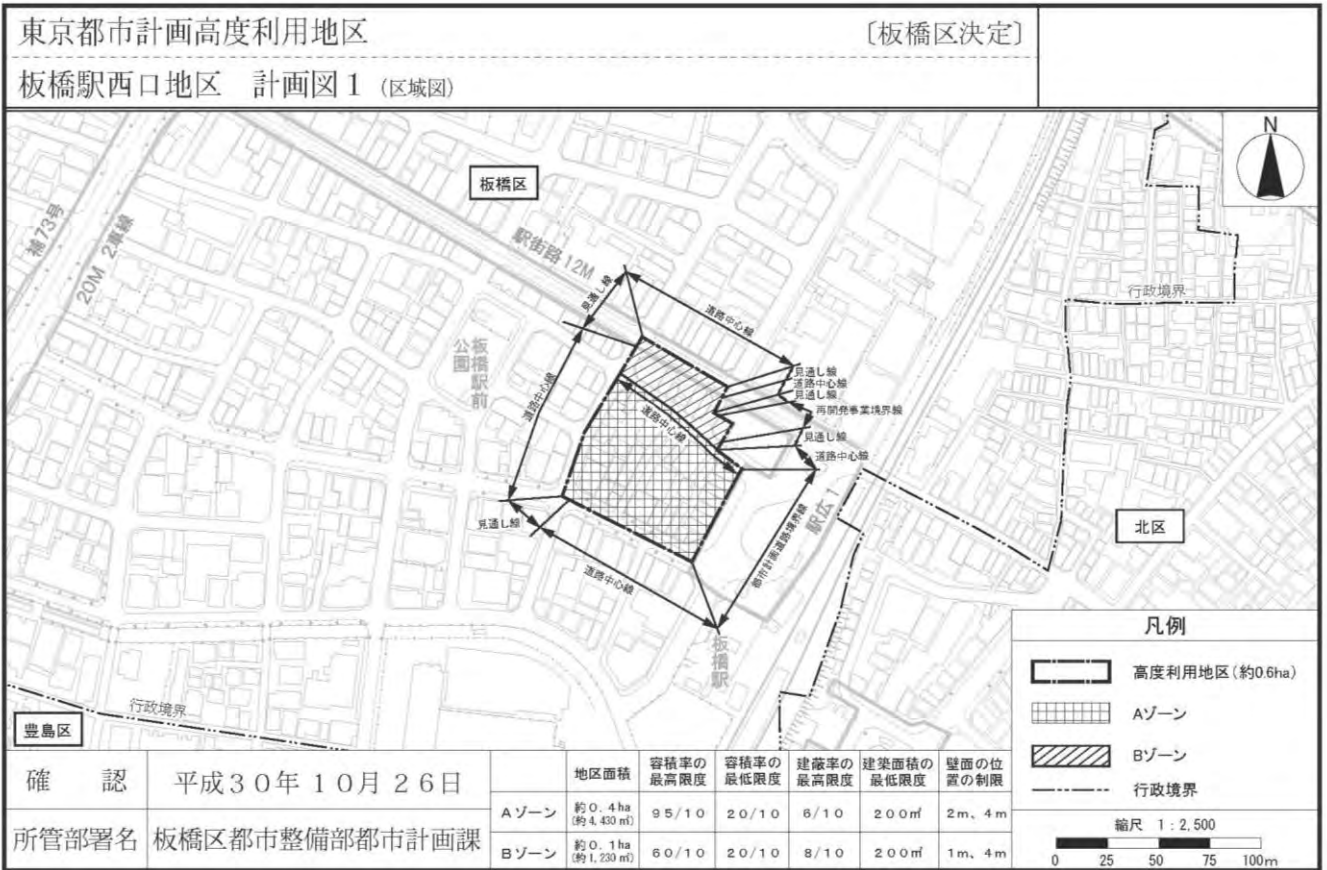 東京都市計画高度利用地区
〔板橋区決定〕
板橋駅西口地区　計画図１（区域図）
N
板橋区
補73号
20M 2車線
駅街路12M
行政境界
見通し線
道路中心線
板橋駅前
公園
道路中心線
見通し線
道路中心線
見通し線
再開発事業境界線
道路中心線
見通し線
道路中心線
駅広1
都市計画道路境界線
北区
見通し線
道路中心線
板橋駅
行政境界
豊島区
凡例
高度利用地区(約0.6ha)
Aゾーン
Bゾーン
行政境界
縮尺 1：2,500
0 25 50 75 100m
確　認　平成３０年１０月２６日
所管部署名　板橋区都市整備部都市計画課
地区面積　容積率の最高限度　容積率の最低限度　建蔽率の最高限度　建築面積の最低限度　壁面の位置の制限
Aゾーン　約0.4ha (約4,430㎡)　95/10　20/10　6/10　200㎡　2m、4m
Bゾーン　約0.1ha (約1,230㎡)　60/10　20/10　8/10　200㎡　1m、4m